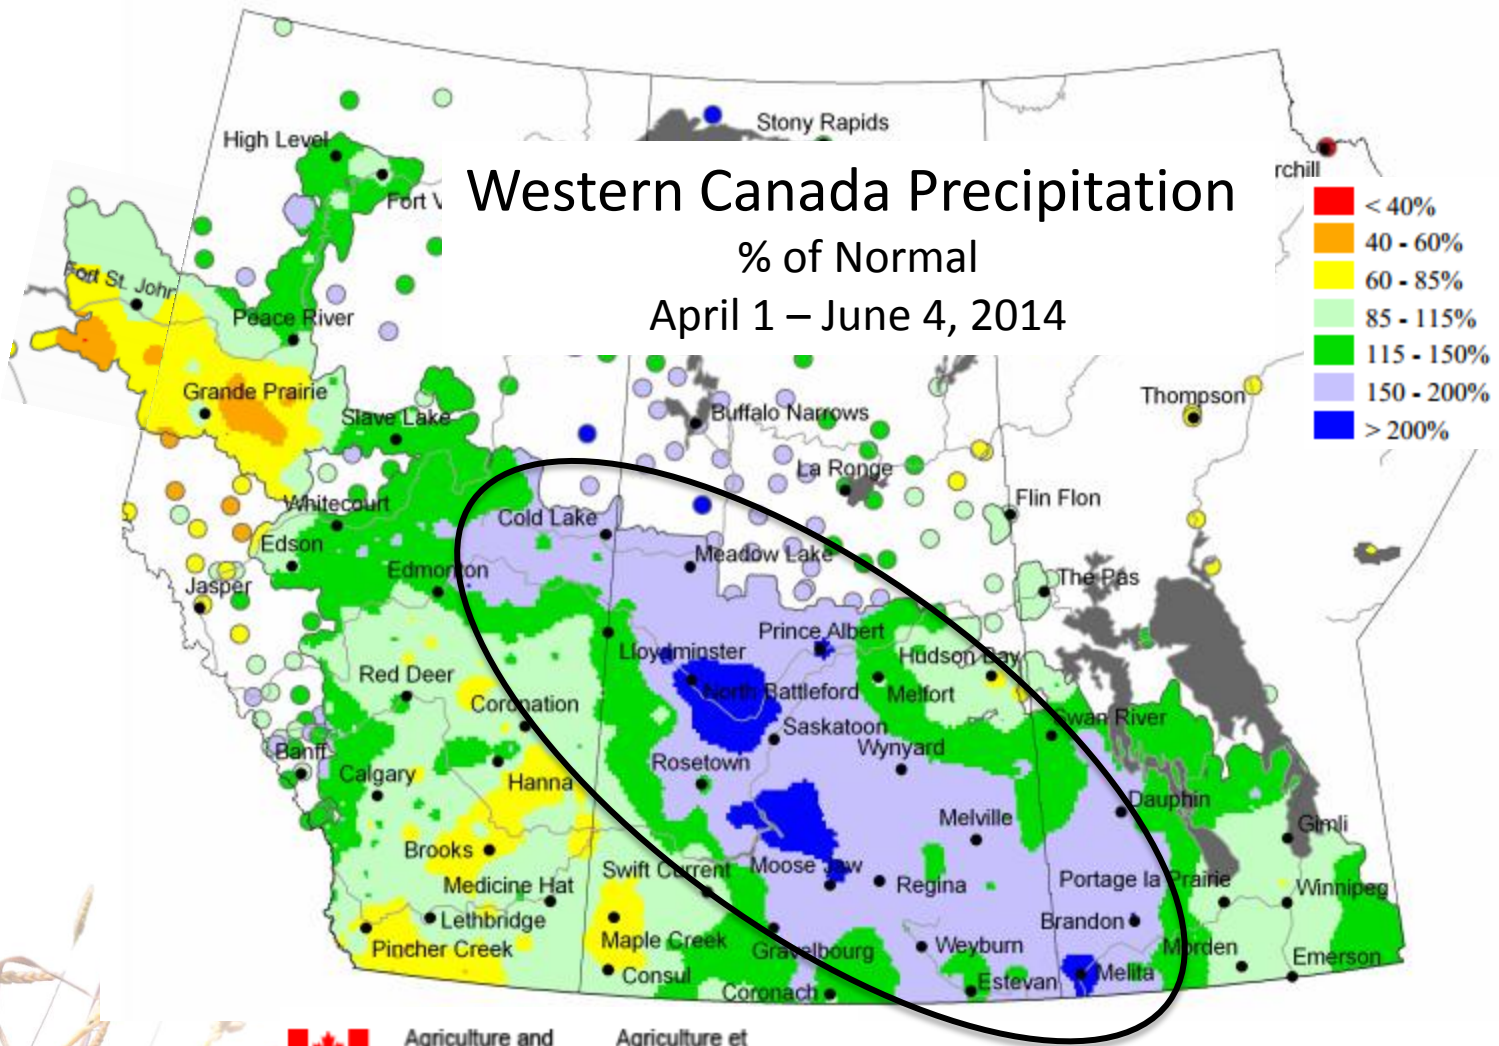 Stony Rapids
High Level
rchill
Fort V
Western Canada Precipitation
% of Normal
April 1 – June 4, 2014
< 40%
40 - 60%
60 - 85%
85 - 115%
115 - 150%
150 - 200%
> 200%
Fort St. John
Peace River
Grande Prairie
Slave Lake
Buffalo Narrows
Thompson
La Ronge
Whitecourt
Flin Flon
Cold Lake
Edson
Meadow Lake
Edmonton
Jasper
The Pas
Prince Albert
Lloydminster
Hudson Bay
Red Deer
North Battleford
Melfort
Coronation
Swan River
Saskatoon
Wynyard
Banff
Rosetown
Calgary
Hanna
Dauphin
Melville
Gimli
Brooks
Swift Current
Moose Jaw
Medicine Hat
Regina
Portage la Prairie
Winnipeg
Lethbridge
Brandon
Pincher Creek
Maple Creek
Gravelbourg
Weyburn
Morden
Emerson
Consul
Coronach
Estevan
Melita
Agriculture and
Agriculture et